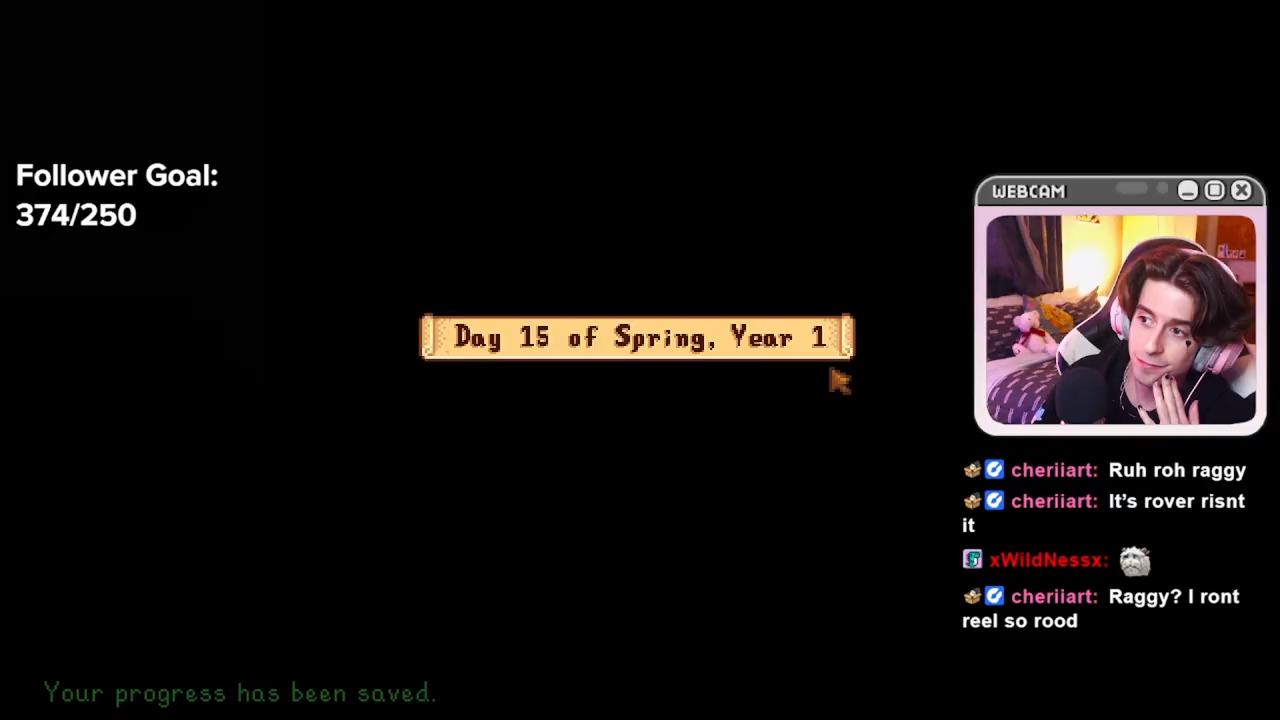 Follower Goal:
374/250
WEBCAM
Day 15 of Spring, Year 1
cheriiart: Ruh roh raggy
cheriiart: It’s rover risnt
it
xWildNessx:
cheriiart: Raggy? I ront
reel so rood
Your progress has been saved.